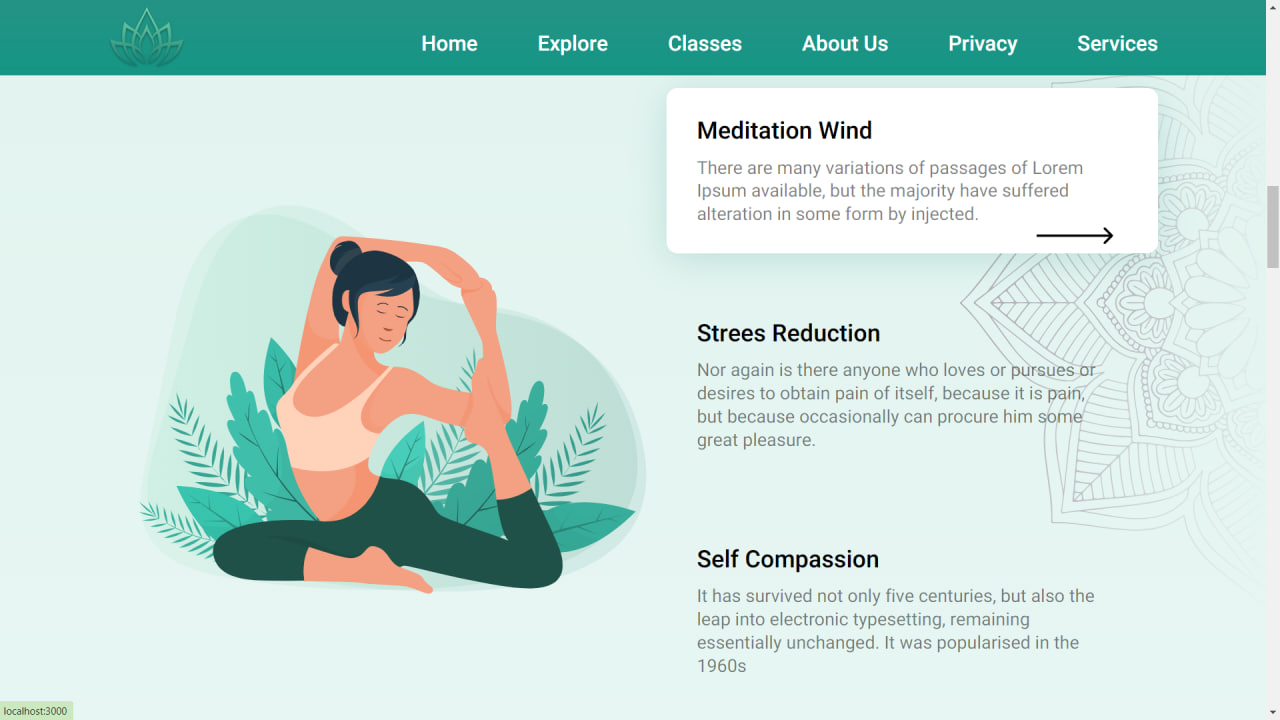 Home Explore Classes About Us Privacy Services
Meditation Wind
There are many variations of passages of Lorem
Ipsum available, but the majority have suffered
alteration in some form by injected.
Strees Reduction
Nor again is there anyone who loves or pursues or
desires to obtain pain of itself, because it is pain,
but because occasionally can procure him some
great pleasure.
Self Compassion
It has survived not only five centuries, but also the
leap into electronic typesetting, remaining
essentially unchanged. It was popularised in the
1960s
localhost:3000